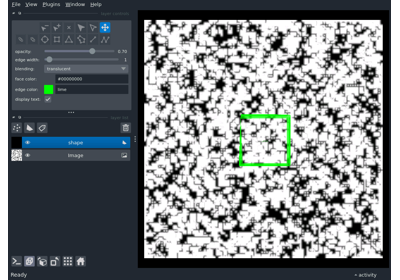 File View Plugins Window Help
opacity: 0.70
edge width: 1
blending: translucent
face color: #00000000
edge color: lime
display text: ✓
shape
image
Ready
activity